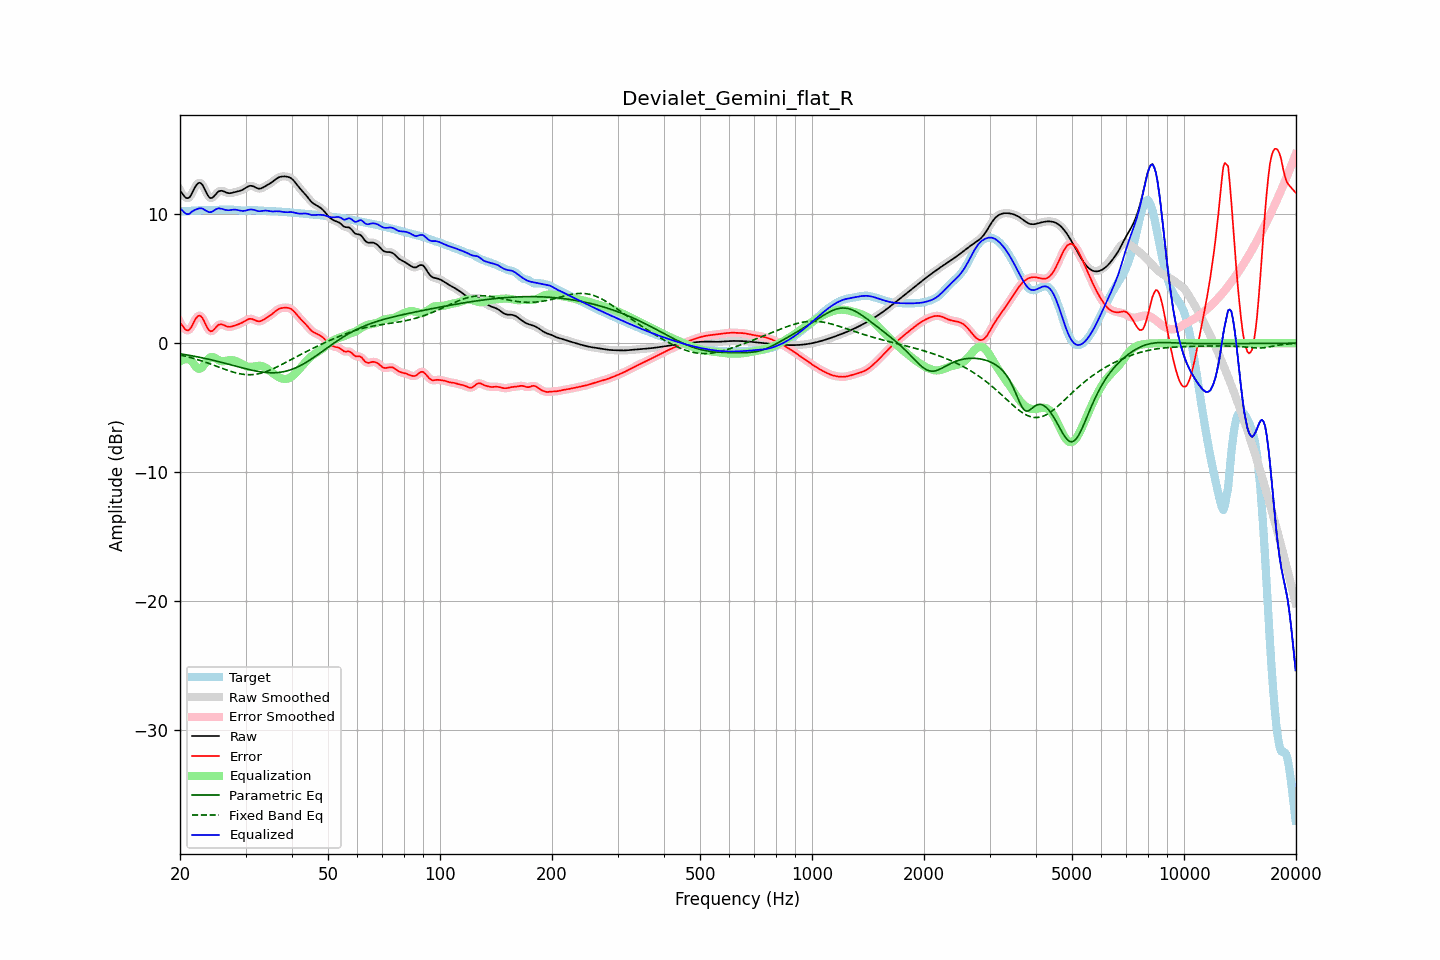 Devialet_Gemini_flat_R
Amplitude (dBr)
10
0
−10
−20
−30
Target
Raw Smoothed
Error Smoothed
Raw
Error
Equalization
Parametric Eq
Fixed Band Eq
Equalized
20 50 100 200 500 1000 2000 5000 10000 20000
Frequency (Hz)